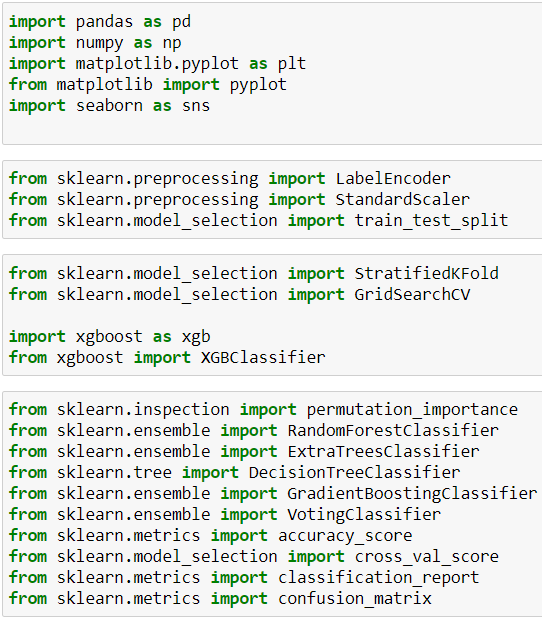 import pandas as pd
import numpy as np
import matplotlib.pyplot as plt
from matplotlib import pyplot
import seaborn as sns
from sklearn.preprocessing import LabelEncoder
from sklearn.preprocessing import StandardScaler
from sklearn.model_selection import train_test_split
from sklearn.model_selection import StratifiedKFold
from sklearn.model_selection import GridSearchCV
import xgboost as xgb
from xgboost import XGBClassifier
from sklearn.inspection import permutation_importance
from sklearn.ensemble import RandomForestClassifier
from sklearn.ensemble import ExtraTreesClassifier
from sklearn.tree import DecisionTreeClassifier
from sklearn.ensemble import GradientBoostingClassifier
from sklearn.ensemble import VotingClassifier
from sklearn.metrics import accuracy_score
from sklearn.model_selection import cross_val_score
from sklearn.metrics import classification_report
from sklearn.metrics import confusion_matrix